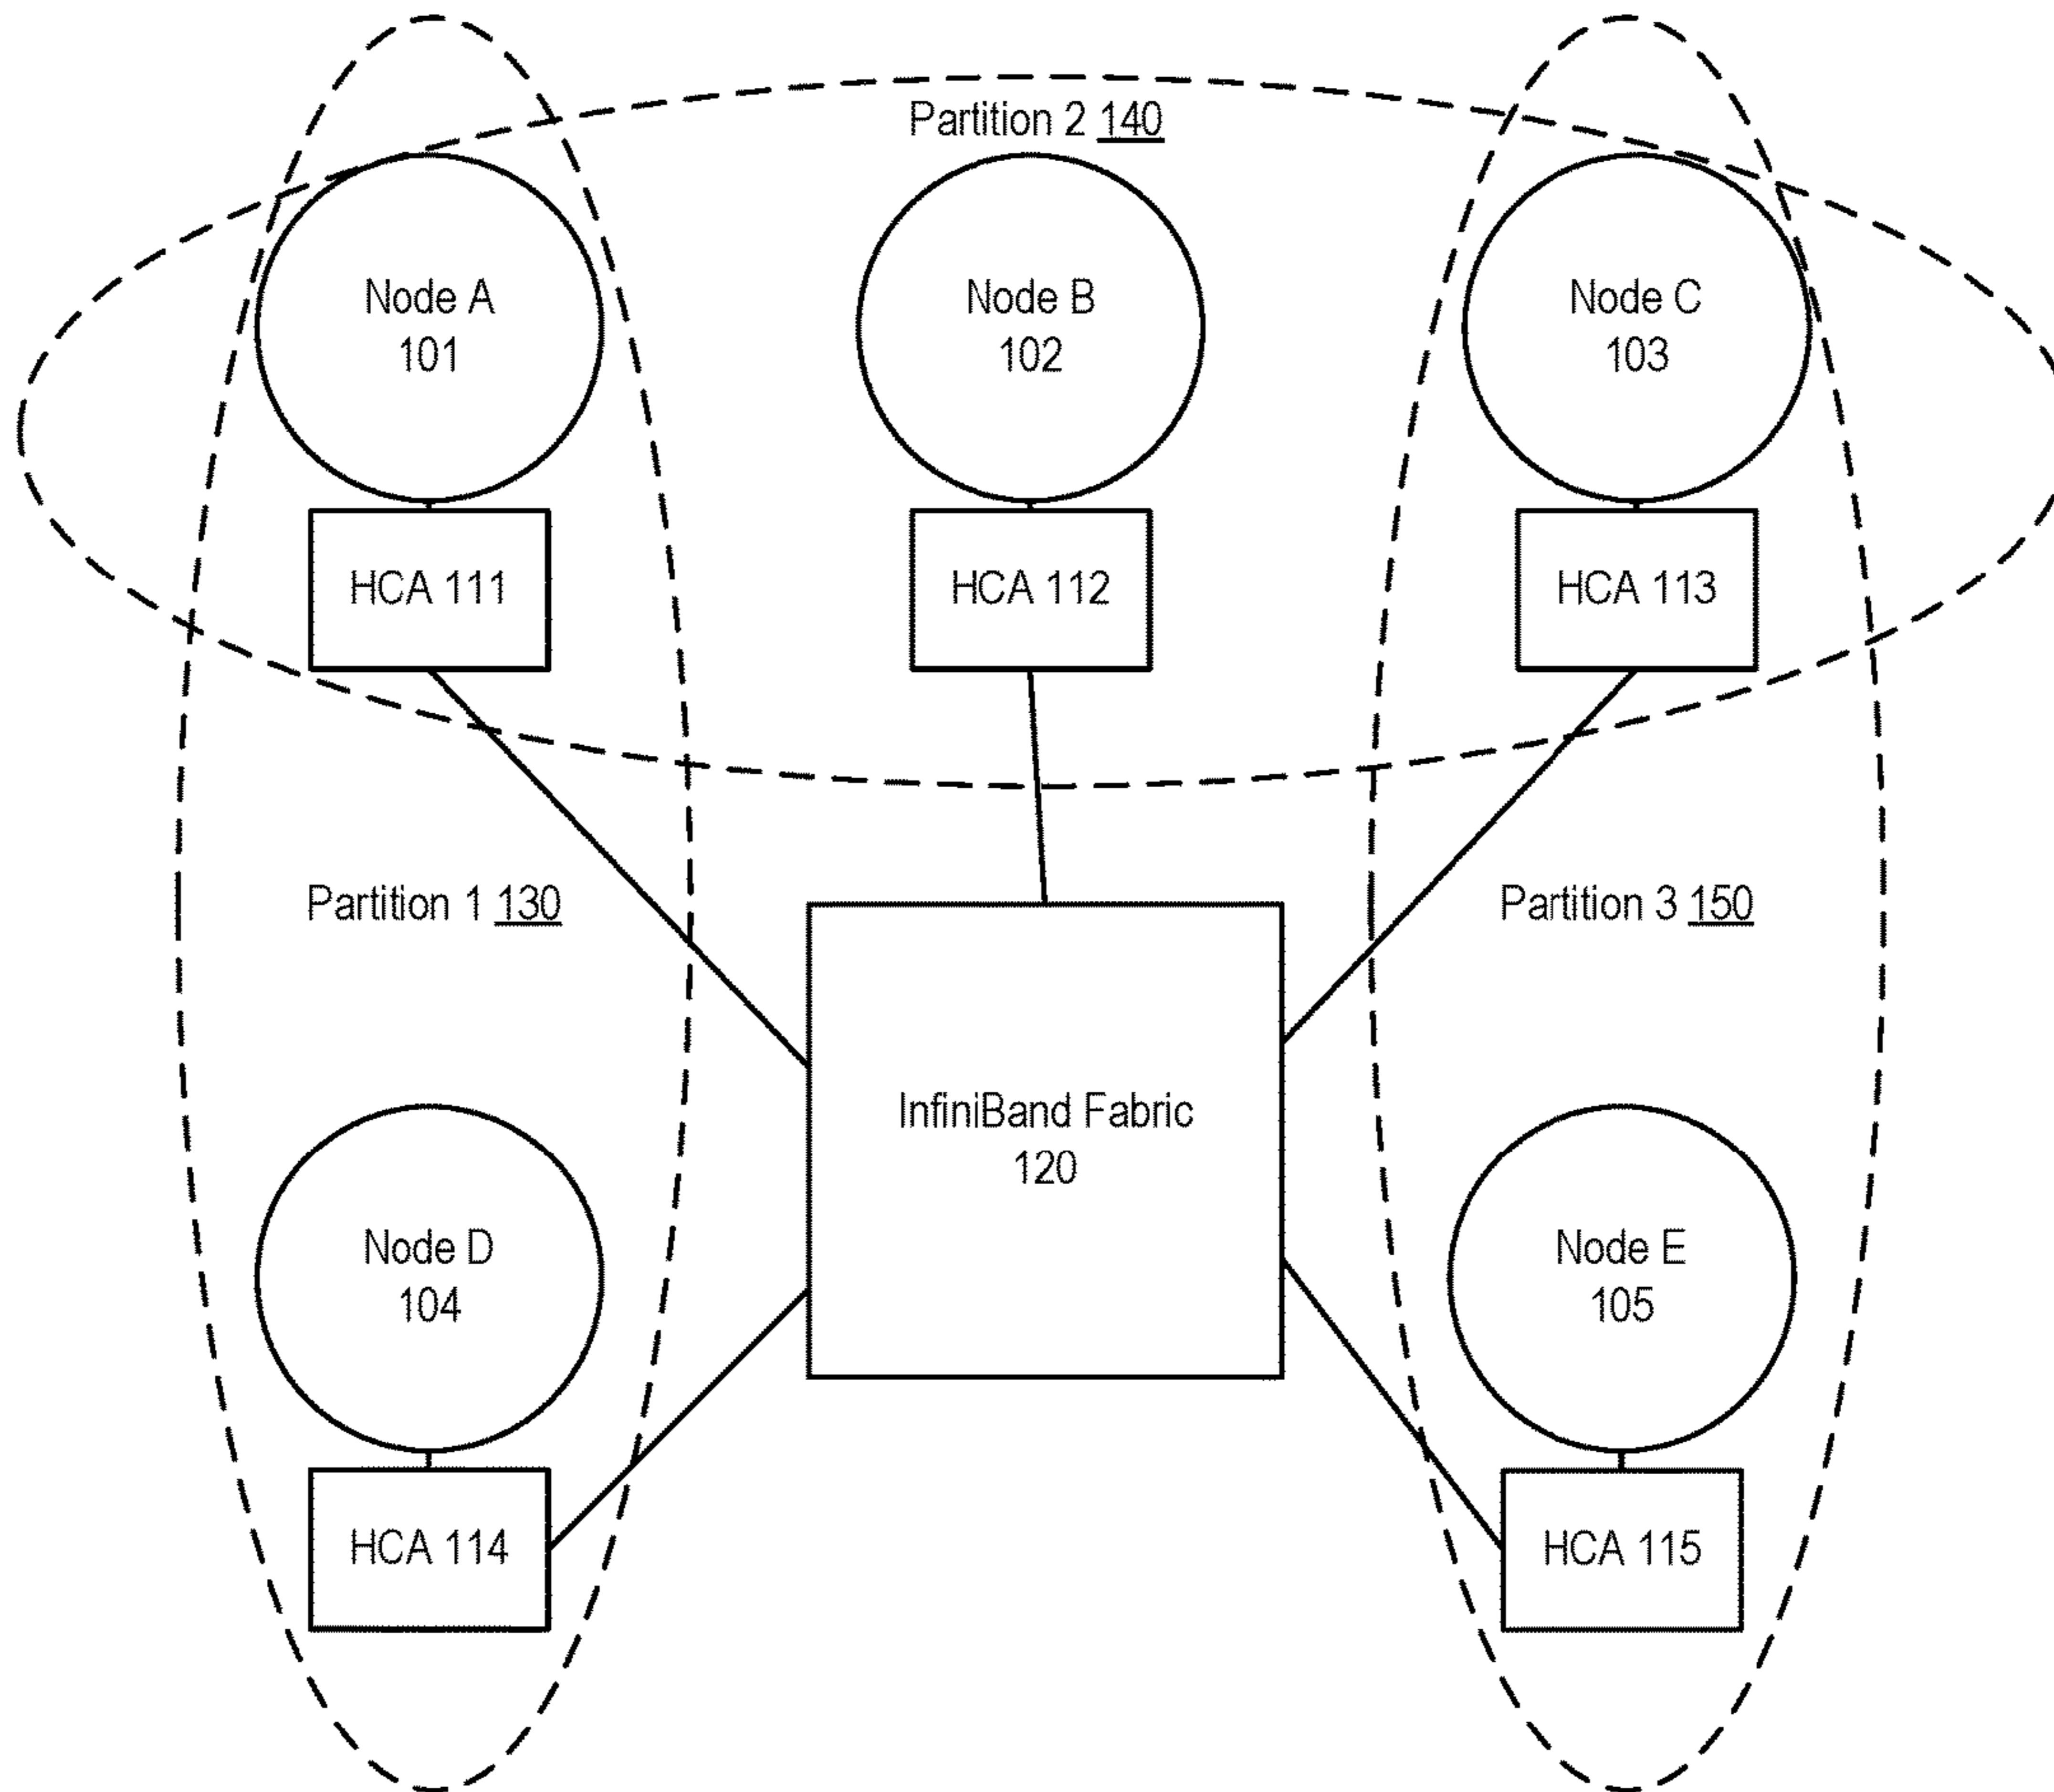 Partition 2 140
Node A
101
Node B
102
Node C
103
HCA 111
HCA 112
HCA 113
Partition 1 130
Partition 3 150
InfiniBand Fabric
120
Node D
104
Node E
105
HCA 114
HCA 115